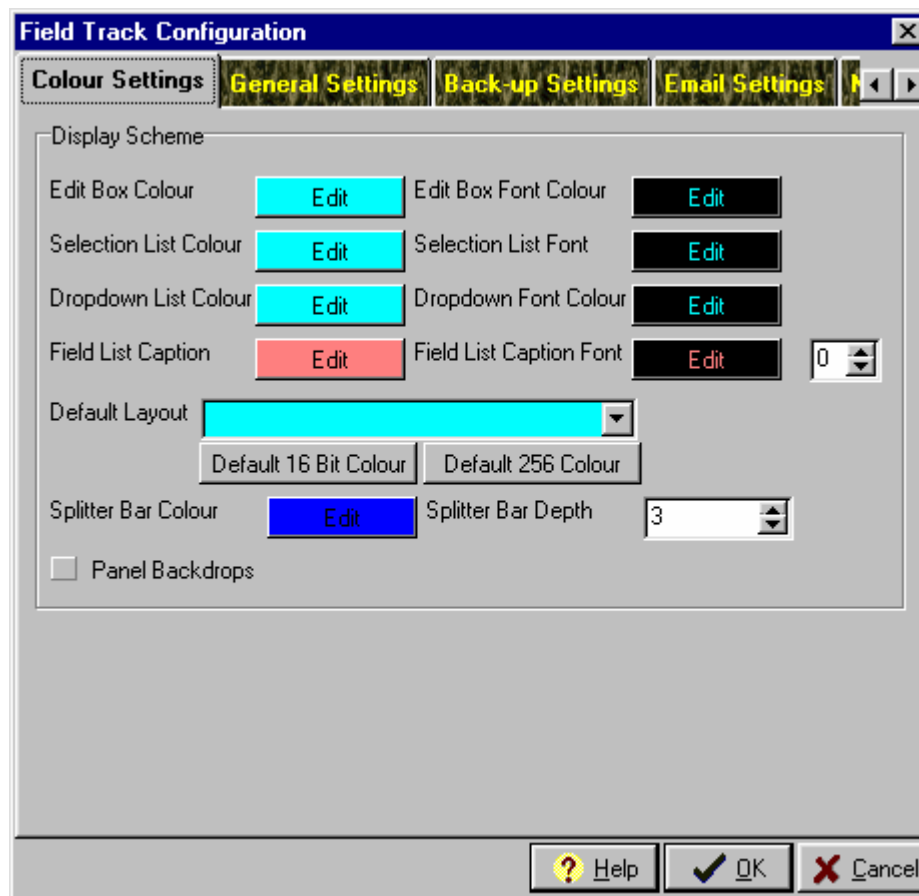 Field Track Configuration
Colour Settings General Settings Back-up Settings Email Settings
Display Scheme
Edit Box Colour Edit Edit Box Font Colour Edit
Selection List Colour Edit Selection List Font Edit
Dropdown List Colour Edit Dropdown Font Colour Edit
Field List Caption Edit Field List Caption Font Edit 0
Default Layout
Default 16 Bit Colour Default 256 Colour
Splitter Bar Colour Edit Splitter Bar Depth 3
Panel Backdrops
? Help OK Cancel